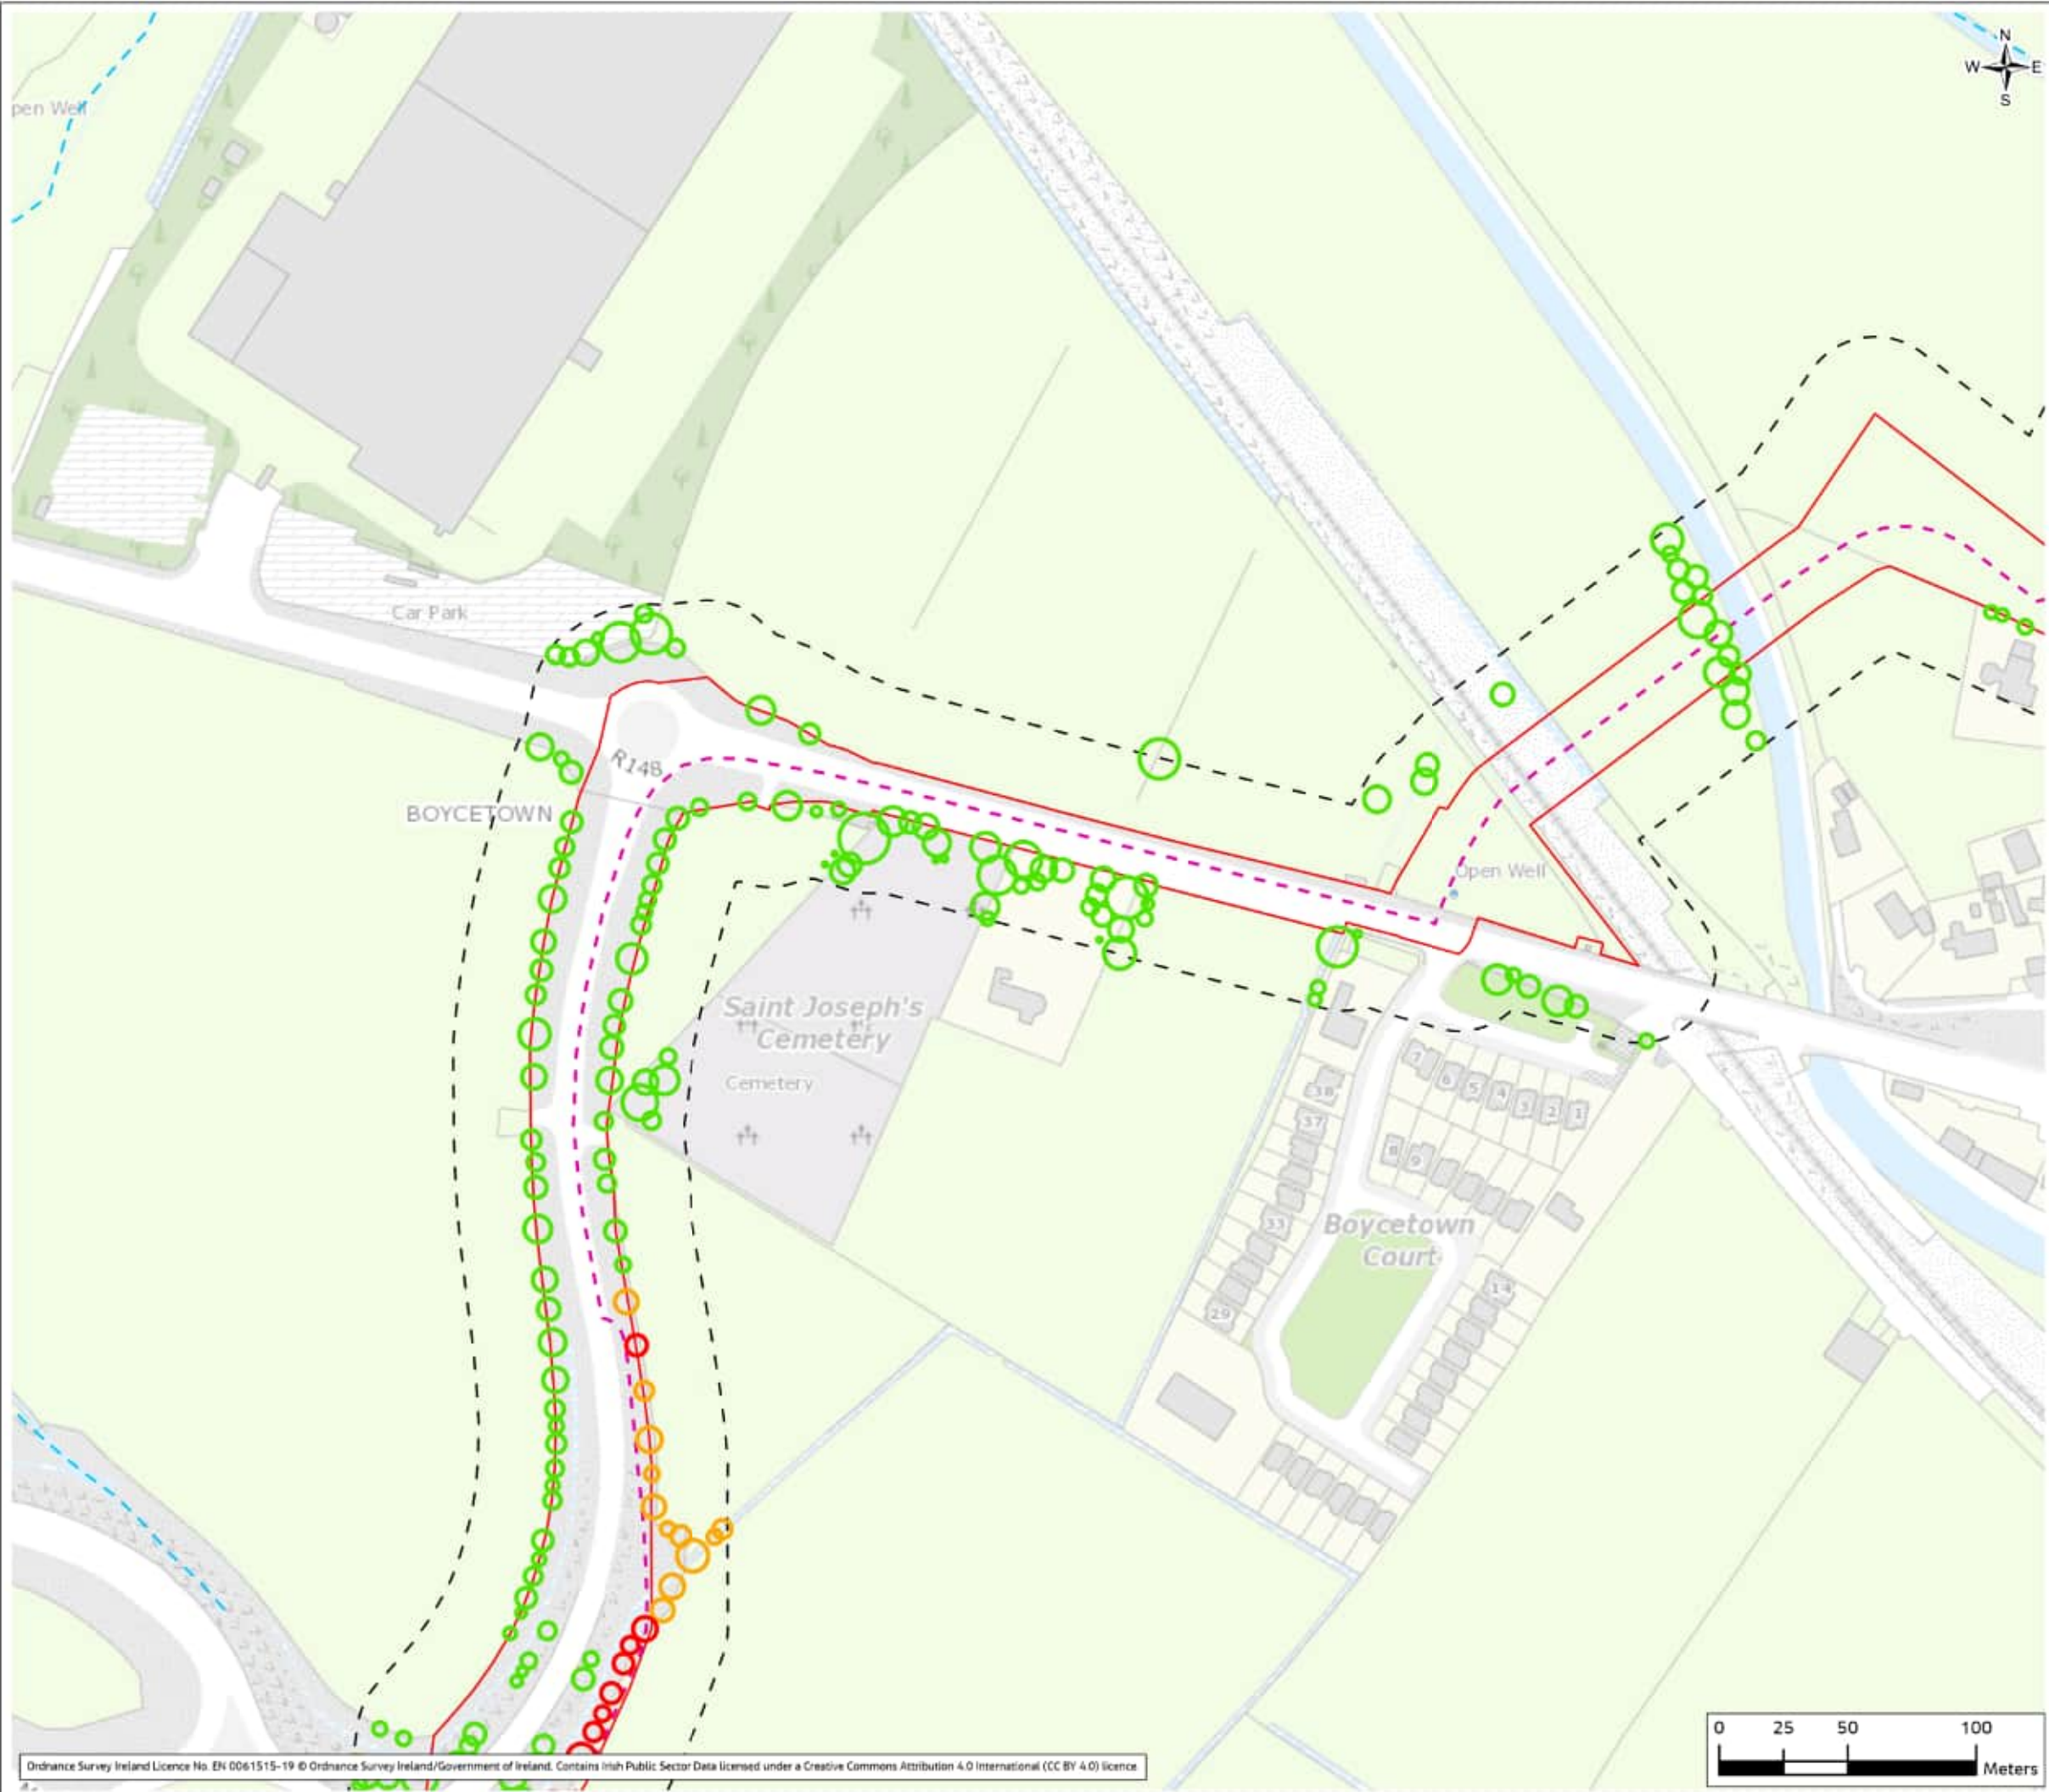 N
W E
S
pen Well
Car Park
R148
BOYCETOWN
Open Well
Saint Joseph's
Cemetery
Cemetery
38
37
7
6
5
4
3
2
1
8
9
33
Boycetown
Court
29
14
0 25 50 100
Meters
Ordnance Survey Ireland Licence No. EN 0061515-19 © Ordnance Survey Ireland/Government of Ireland. Contains Irish Public Sector Data licensed under a Creative Commons Attribution 4.0 International (CC BY 4.0) licence.